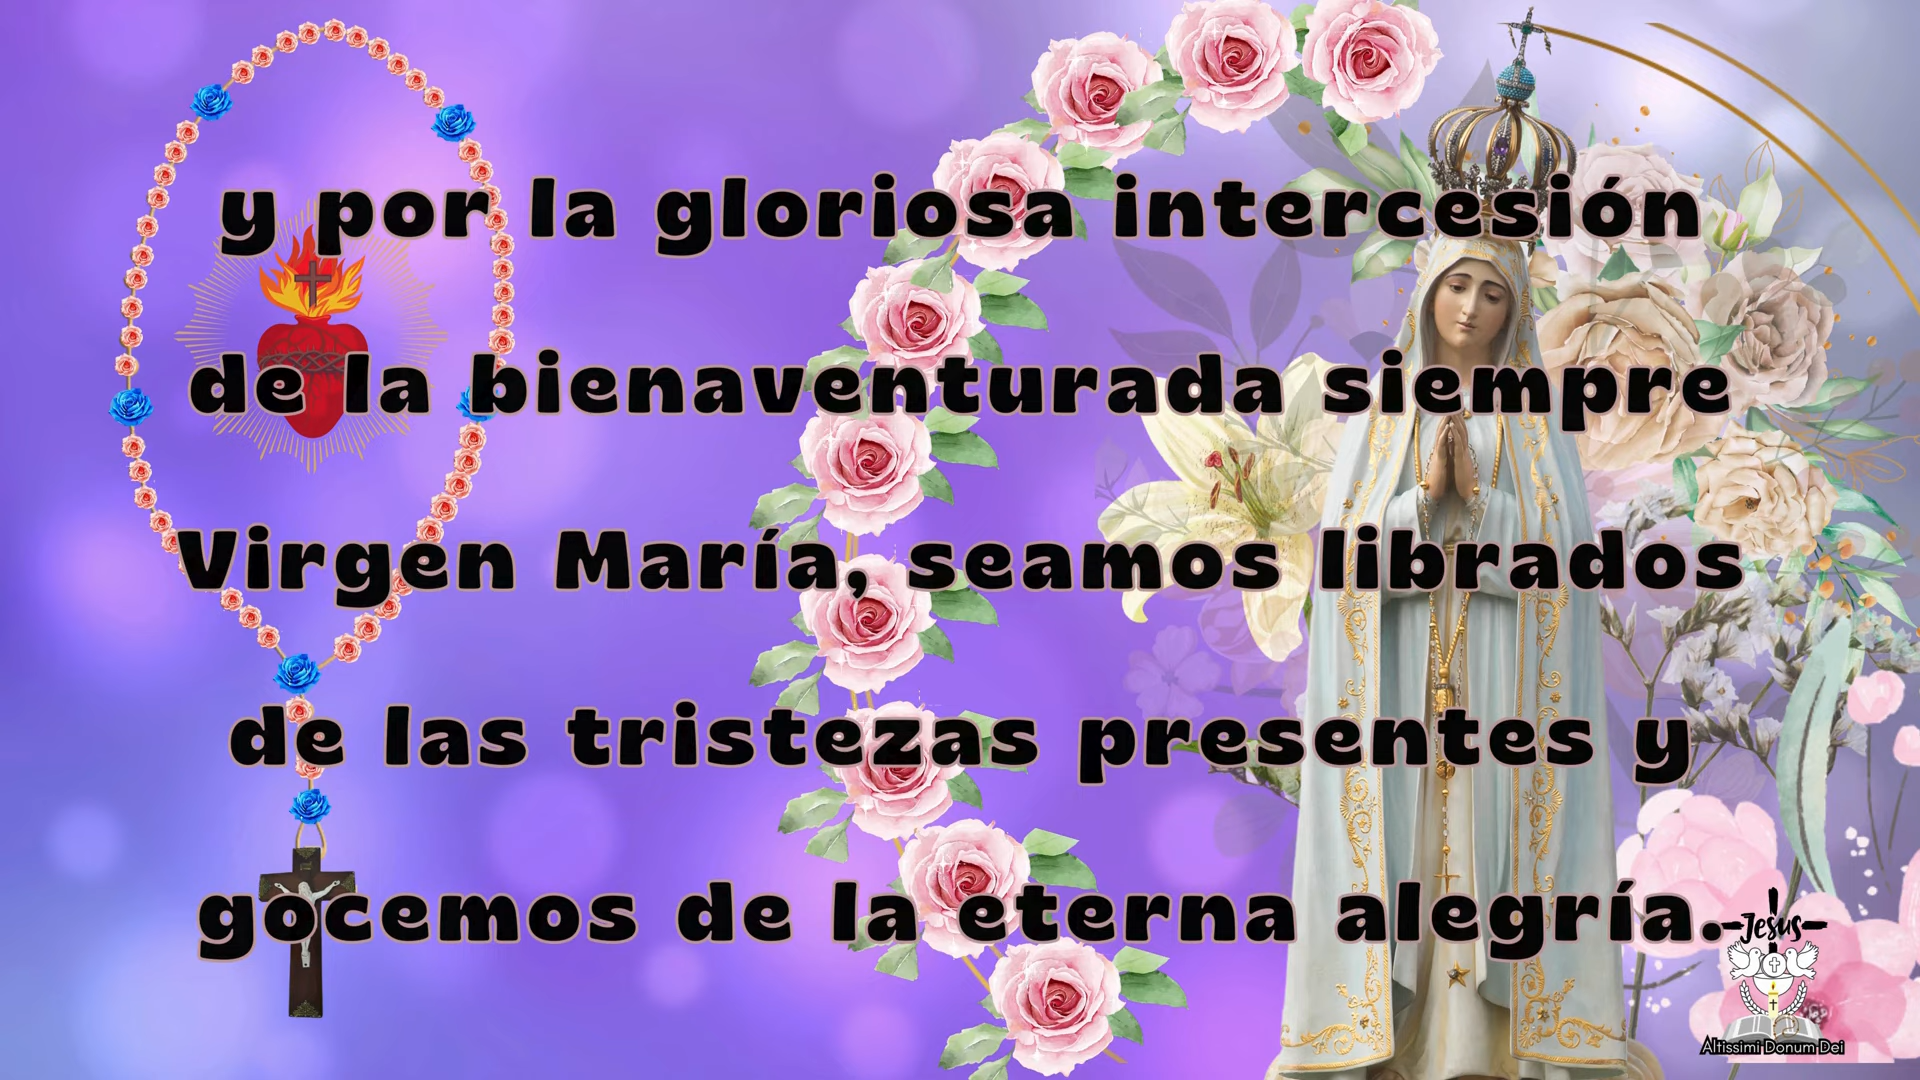 y por la gloriosa intercesión
de la bienaventurada siempre
Virgen María, seamos librados
de las tristezas presentes y
gocemos de la eterna alegría.
Jesus
Altissimi Donum Dei